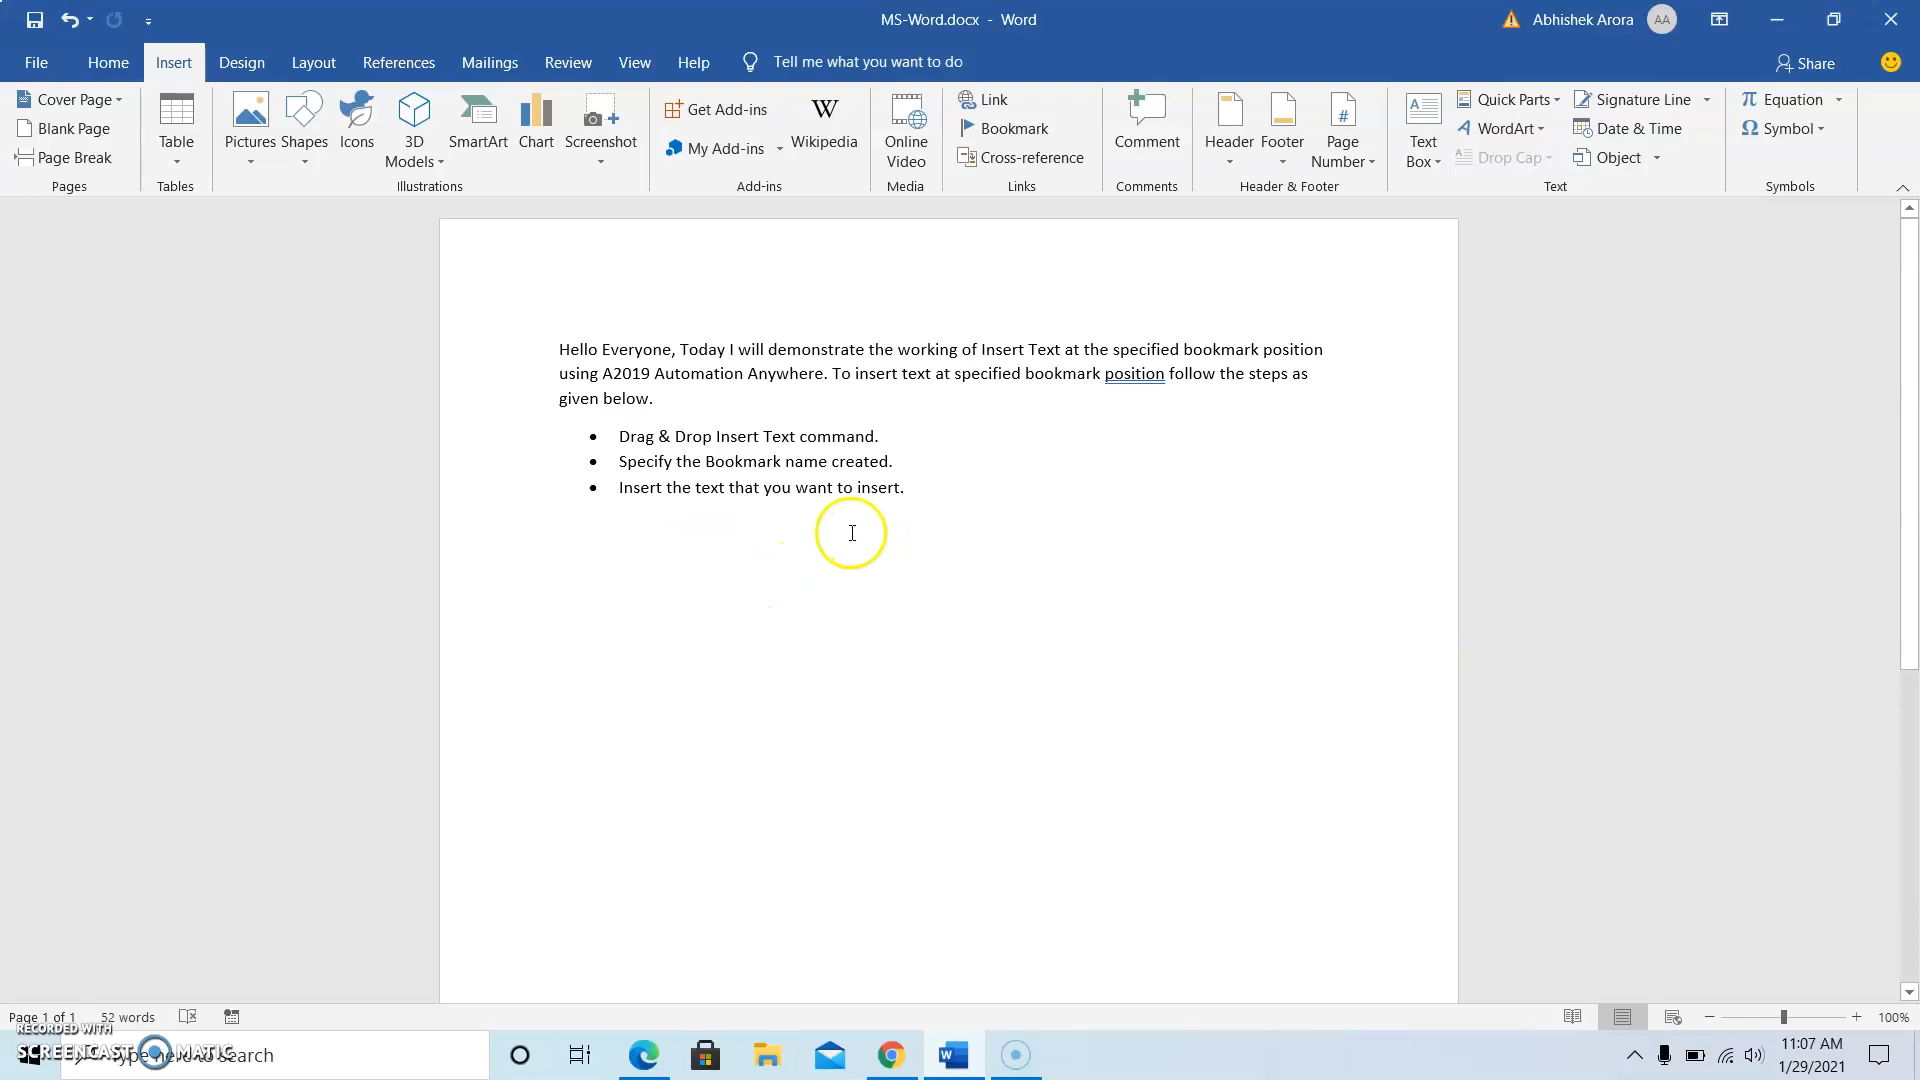 MS-Word.docx - Word
Abhishek Arora AA
File Home Insert Design Layout References Mailings Review View Help Tell me what you want to do Share
Cover Page
Blank Page
Page Break
Pages
Table
Tables
Pictures Shapes Icons 3D Models SmartArt Chart Screenshot
Illustrations
Get Add-ins
My Add-ins
W Wikipedia
Add-ins
Online Video
Media
Link
Bookmark
Cross-reference
Links
Comment
Comments
Header Footer Page Number
Header & Footer
Text Box
Quick Parts
WordArt
Drop Cap
Signature Line
Date & Time
Object
Text
π Equation
Ω Symbol
Symbols
Hello Everyone, Today I will demonstrate the working of Insert Text at the specified bookmark position
using A2019 Automation Anywhere. To insert text at specified bookmark position follow the steps as
given below.
• Drag & Drop Insert Text command.
• Specify the Bookmark name created.
• Insert the text that you want to insert.
Page 1 of 1 52 words
100%
RECORDED WITH
SCREENCAST MATIC
Type here to search
11:07 AM
1/29/2021